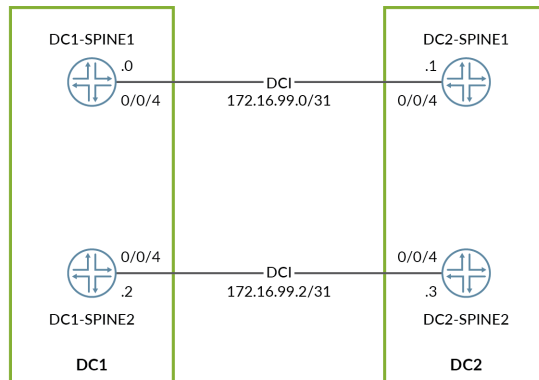 DC1-SPINE1
DC2-SPINE1
.0
.1
DCI
0/0/4
172.16.99.0/31
0/0/4
0/0/4
0/0/4
DCI
.2
172.16.99.2/31
.3
DC1-SPINE2
DC2-SPINE2
DC1
DC2